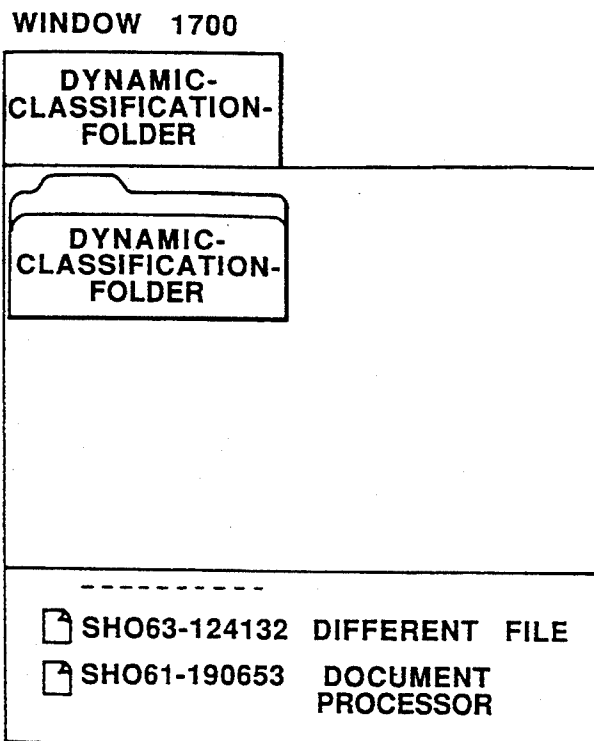 WINDOW 1700
DYNAMIC-
CLASSIFICATION-
FOLDER
DYNAMIC-
CLASSIFICATION-
FOLDER
----------
SHO63-124132 DIFFERENT FILE
SHO61-190653 DOCUMENT
PROCESSOR